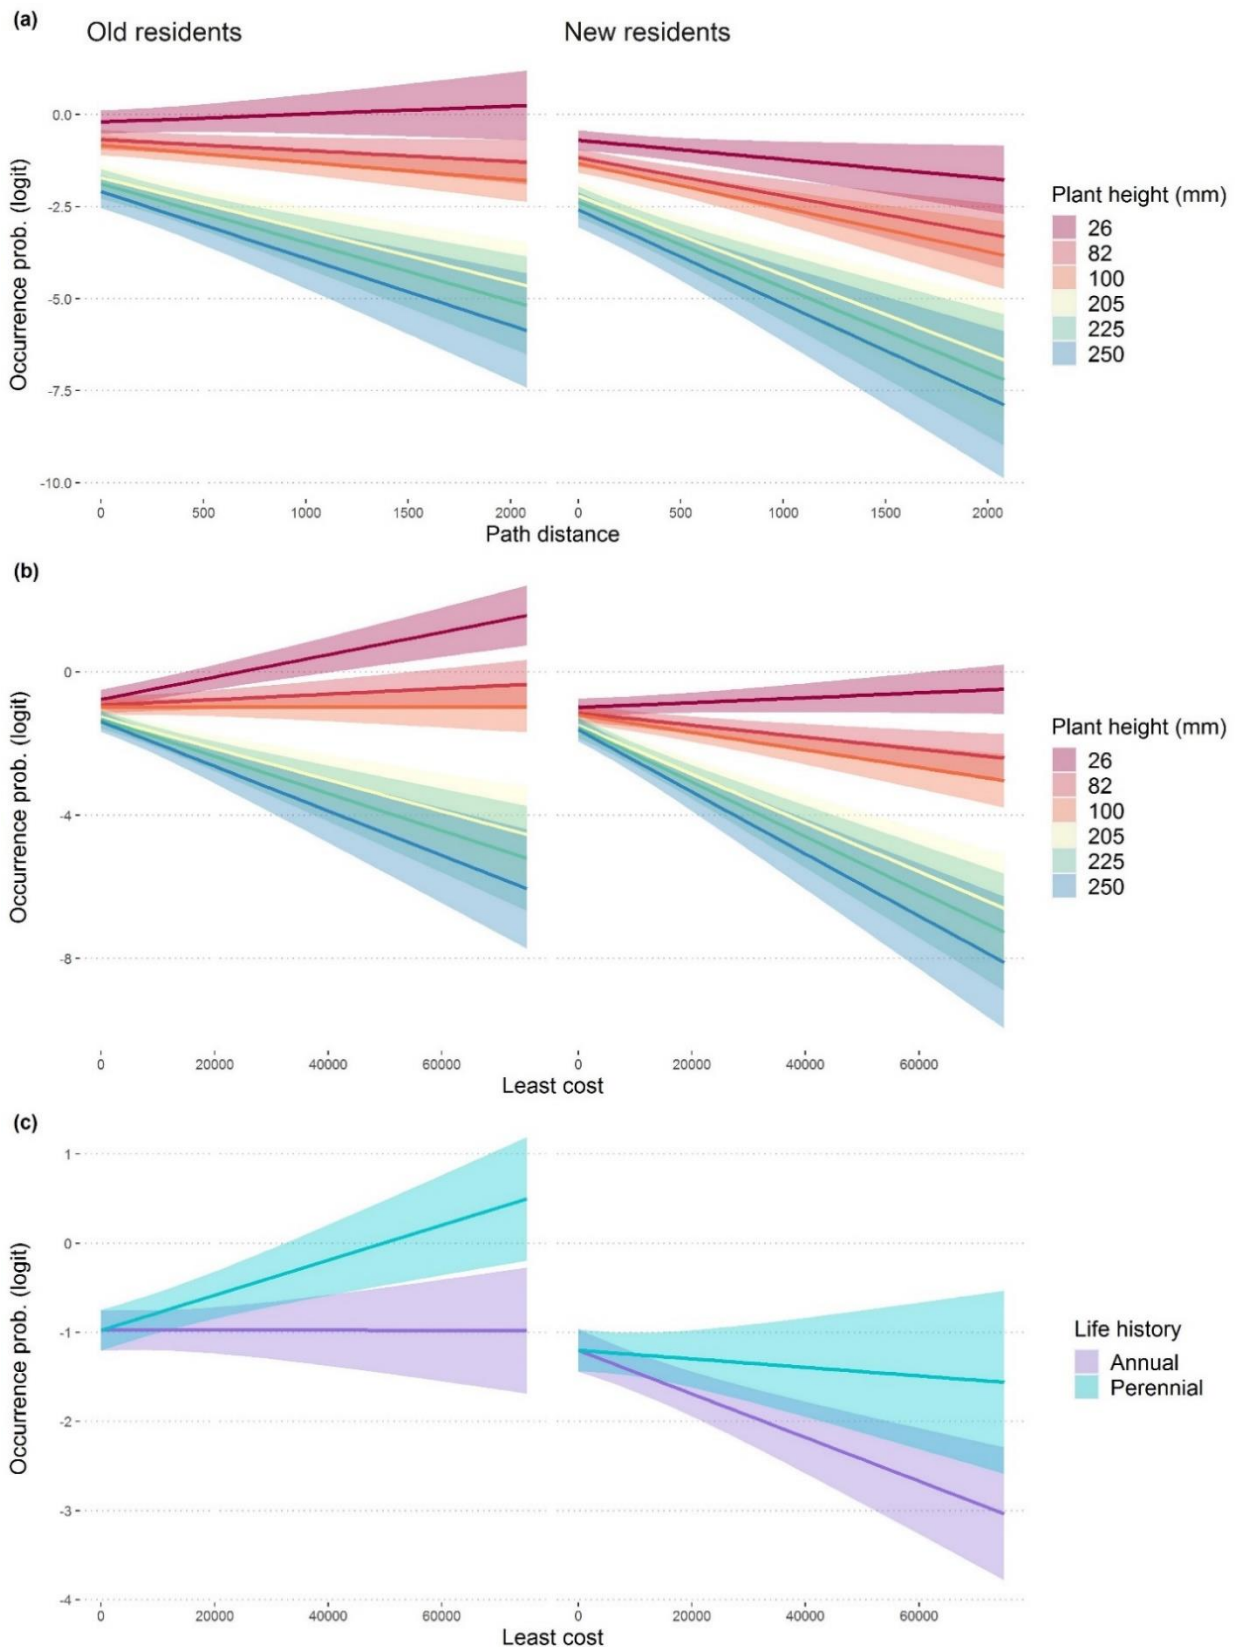 (a)
Old residents
New residents
Occurrence prob. (logit)
0.0
-2.5
-5.0
-7.5
-10.0
0 500 1000 1500 2000
0 500 1000 1500 2000
Path distance
Plant height (mm)
26
82
100
205
225
250
(b)
Occurrence prob. (logit)
0
-4
-8
0 20000 40000 60000
0 20000 40000 60000
Least cost
Plant height (mm)
26
82
100
205
225
250
(c)
Occurrence prob. (logit)
1
0
-1
-2
-3
-4
0 20000 40000 60000
0 20000 40000 60000
Least cost
Life history
Annual
Perennial